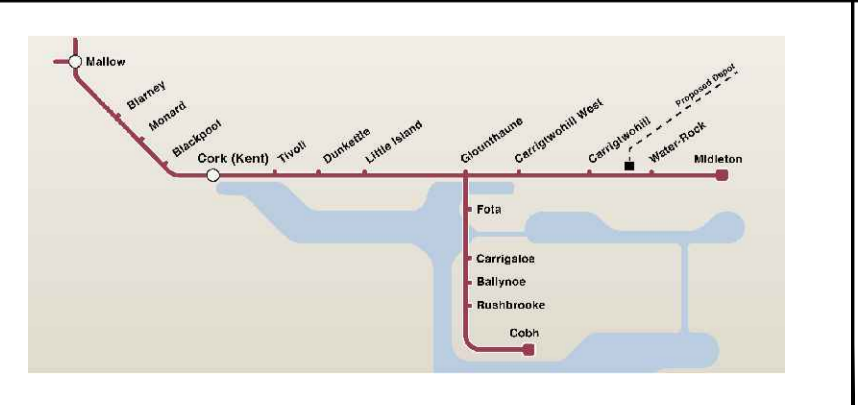 Mallow
Blarney
Monard
Blackpool
Cork (Kent)
Tivoli
Dunkettle
Little Island
Glounthaune
Carrigtwohill West
Carrigtwohill
Proposed Depot
Water-Rock
Midleton
Fota
Carrigaloe
Ballynoe
Rushbrooke
Cobh